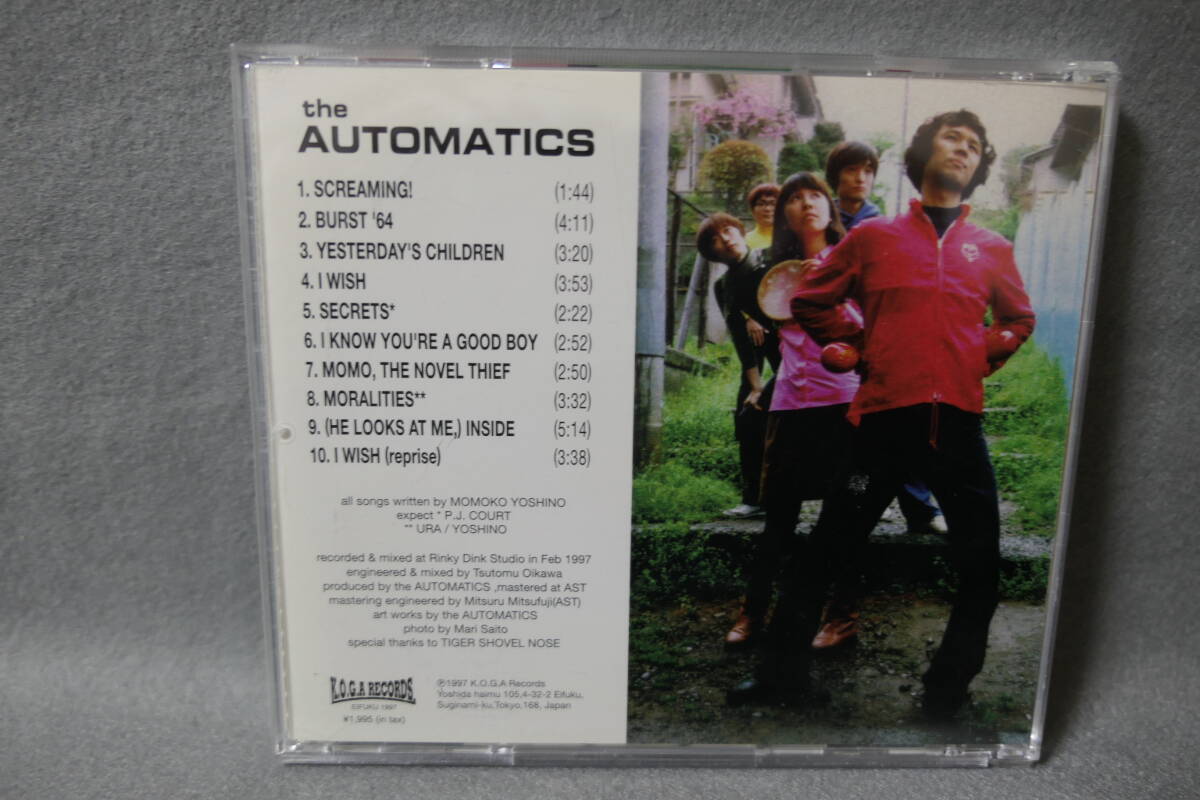 the
AUTOMATICS
1. SCREAMING! (1:44)
2. BURST '64 (4:11)
3. YESTERDAY'S CHILDREN (3:20)
4. I WISH (3:53)
5. SECRETS* (2:22)
6. I KNOW YOU'RE A GOOD BOY (2:52)
7. MOMO, THE NOVEL THIEF (2:50)
8. MORALITIES** (3:32)
9. (HE LOOKS AT ME,) INSIDE (5:14)
10. I WISH (reprise) (3:38)
all songs written by MOMOKO YOSHINO
expect * P.J. COURT
** URA / YOSHINO
recorded & mixed at Rinky Dink Studio in Feb 1997
engineered & mixed by Tsutomu Oikawa
produced by the AUTOMATICS ,mastered at AST
mastering engineered by Mitsuru Mitsufuji(AST)
art works by the AUTOMATICS
photo by Mari Saito
special thanks to TIGER SHOVEL NOSE
K.O.G.A RECORDS.
EIFUKU 1997
¥1,995 (in tax)
℗1997 K.O.G.A Records
Yoshida haimu 105,4-32-2 Eifuku,
Suginami-ku,Tokyo,168, Japan